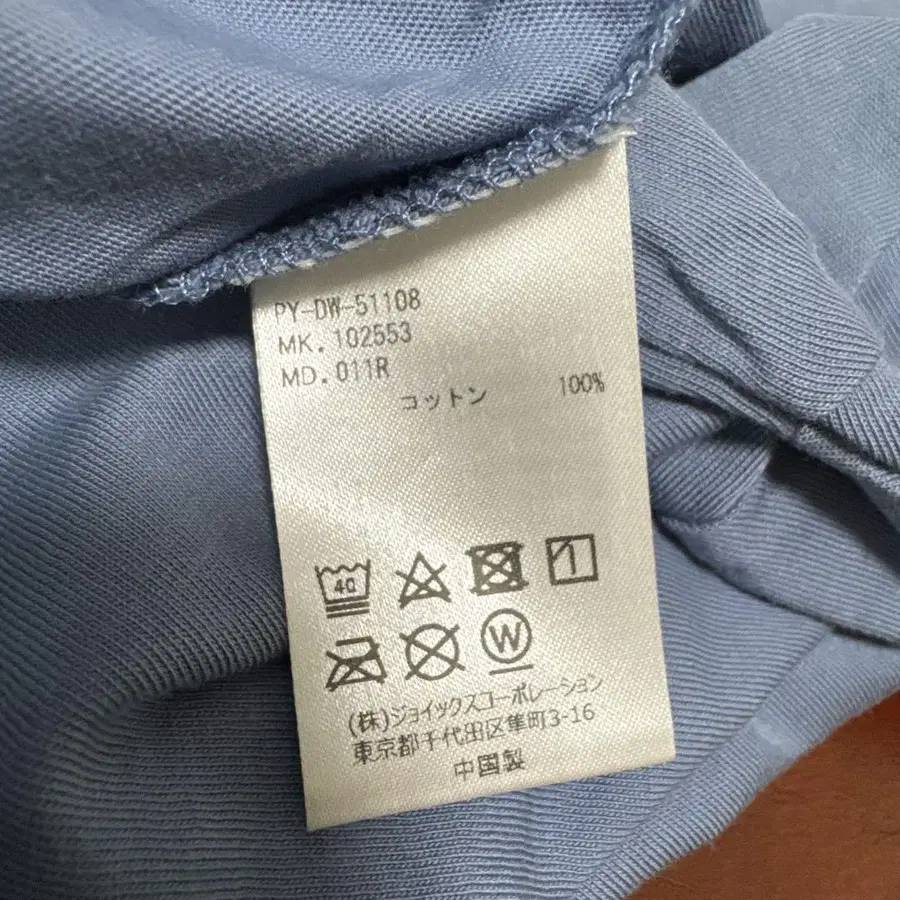 PY-DW-51108
MK.102553
MD.011R
コットン 100%
40
W
(株)ジョイックスコーポレーション
東京都千代田区隼町3-16
中国製